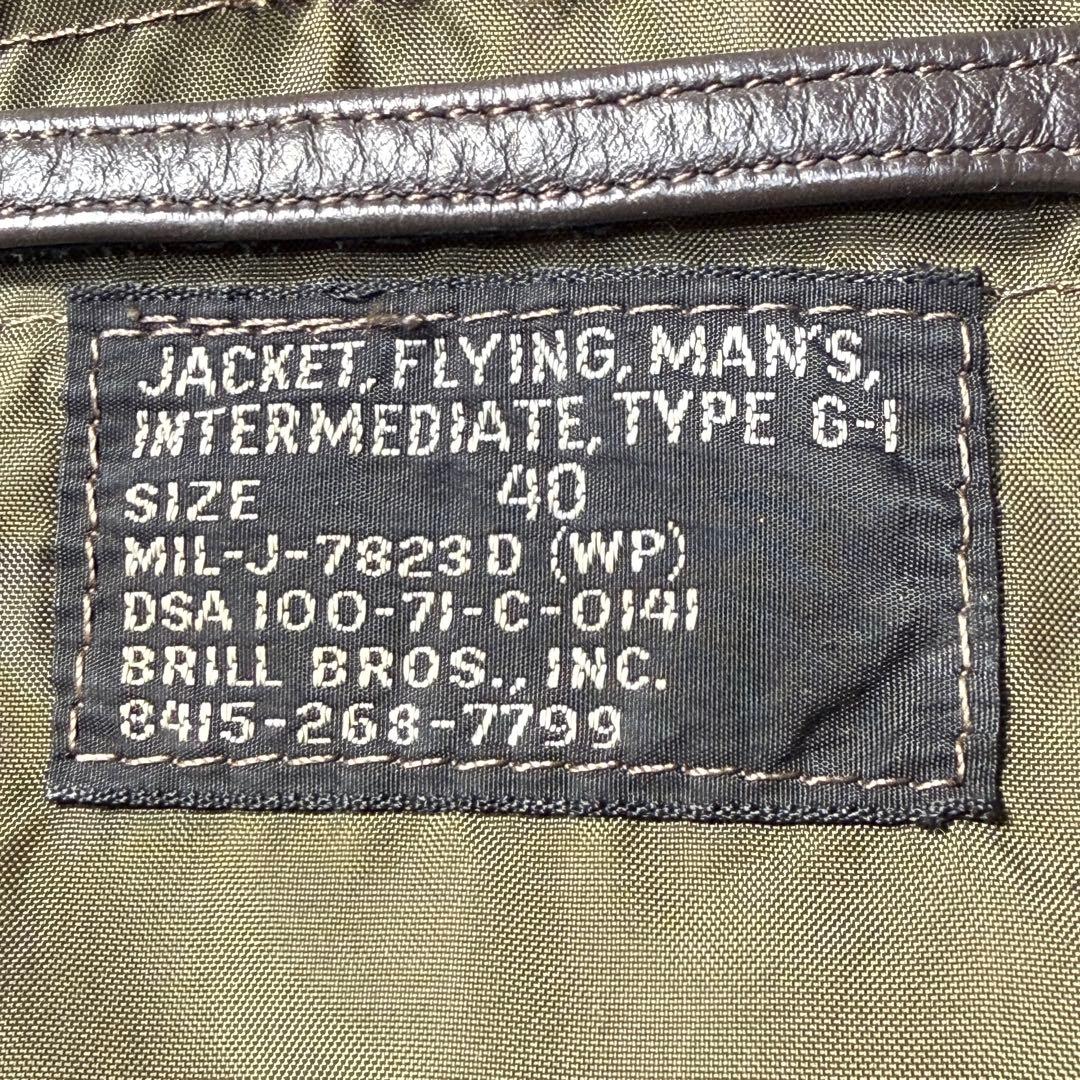 JACKET, FLYING, MAN'S,
INTERMEDIATE, TYPE G-1
SIZE 40
MIL-J-7823D (WP)
DSA 100-71-C-0141
BRILL BROS., INC.
8415-268-7799